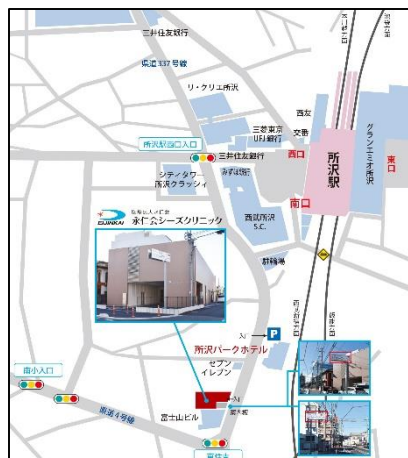 三井住友銀行
県道337号線
リ・クリエ所沢
三菱東京
UFJ銀行
西友
交番
所沢駅西口入口
三井住友銀行
みずほ銀行
西口
所沢駅
グランエミオ所沢
東口
シティタワー
所沢クラッシィ
西武所沢
S.C.
南口
EIJINKAI
永仁会シーズクリニック
駐輪場
入口
P
所沢パークホテル
セブン
イレブン
南小入口
県道4号線
富士山ビル
入口